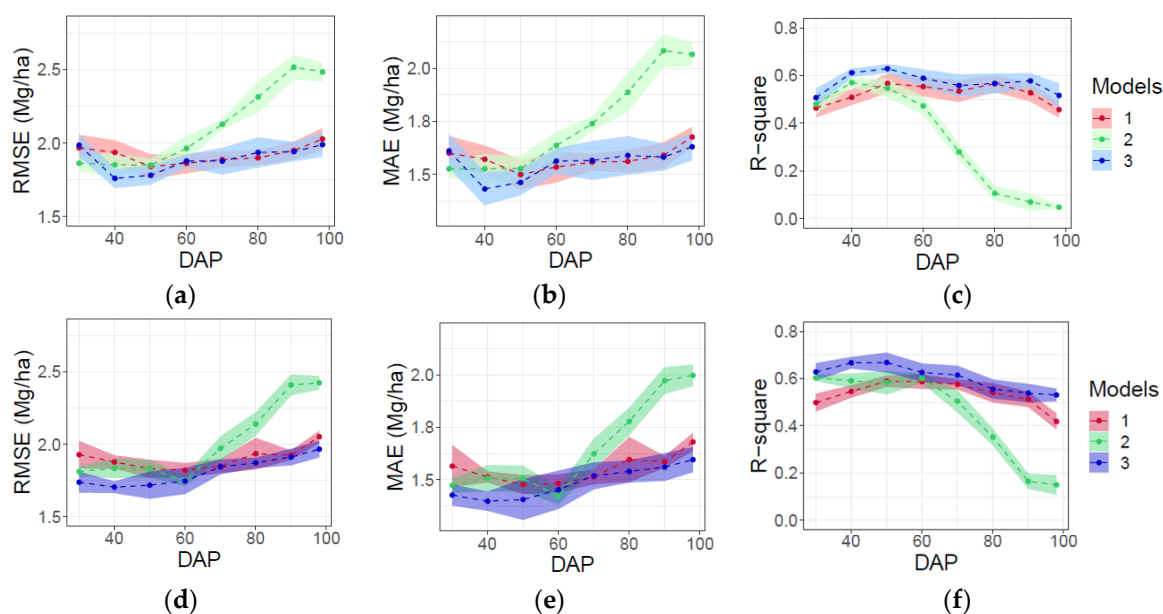 RMSE (Mg/ha)
2.5
2.0
1.5
40 60 80 100
DAP
(a)
MAE (Mg/ha)
2.0
1.8
1.5
40 60 80 100
DAP
(b)
R−square
0.8
0.6
0.4
0.2
0.0
40 60 80 100
DAP
(c)
Models
1
2
3
RMSE (Mg/ha)
2.5
2.0
1.5
40 60 80 100
DAP
(d)
MAE (Mg/ha)
2.0
1.5
40 60 80 100
DAP
(e)
R−square
0.8
0.6
0.4
0.2
0.0
40 60 80 100
DAP
(f)
Models
1
2
3